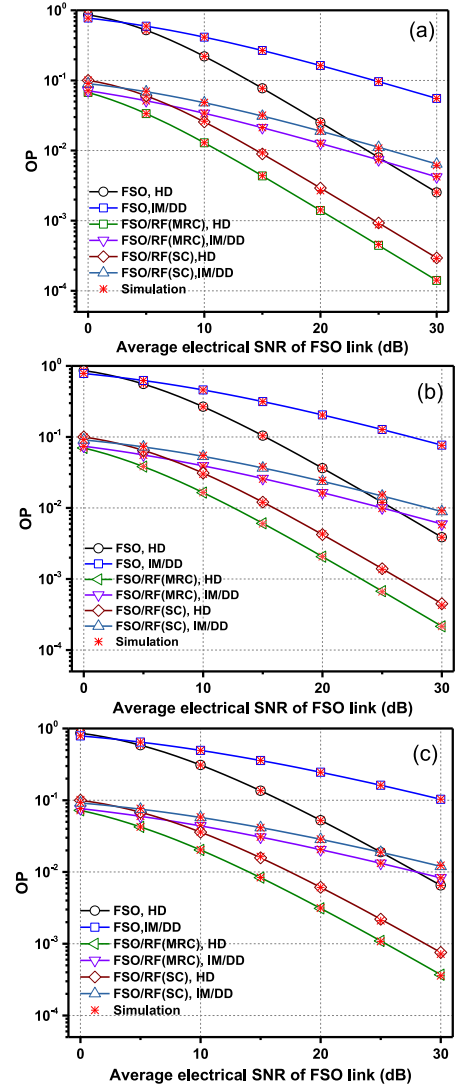 (a)
10^0
10^-1
10^-2
10^-3
10^-4
OP
FSO, HD
FSO,IM/DD
FSO/RF(MRC), HD
FSO/RF(MRC),IM/DD
FSO/RF(SC),HD
FSO/RF(SC),IM/DD
Simulation
0 5 10 15 20 25 30
Average electrical SNR of FSO link (dB)
(b)
10^0
10^-1
10^-2
10^-3
10^-4
OP
FSO, HD
FSO, IM/DD
FSO/RF(MRC), HD
FSO/RF(MRC), IM/DD
FSO/RF(SC), HD
FSO/RF(SC), IM/DD
Simulation
0 5 10 15 20 25 30
Average electrical SNR of FSO link (dB)
(c)
10^0
10^-1
10^-2
10^-3
10^-4
OP
FSO, HD
FSO,IM/DD
FSO/RF(MRC), HD
FSO/RF(MRC), IM/DD
FSO/RF(SC), HD
FSO/RF(SC), IM/DD
Simulation
0 5 10 15 20 25 30
Average electrical SNR of FSO link (dB)